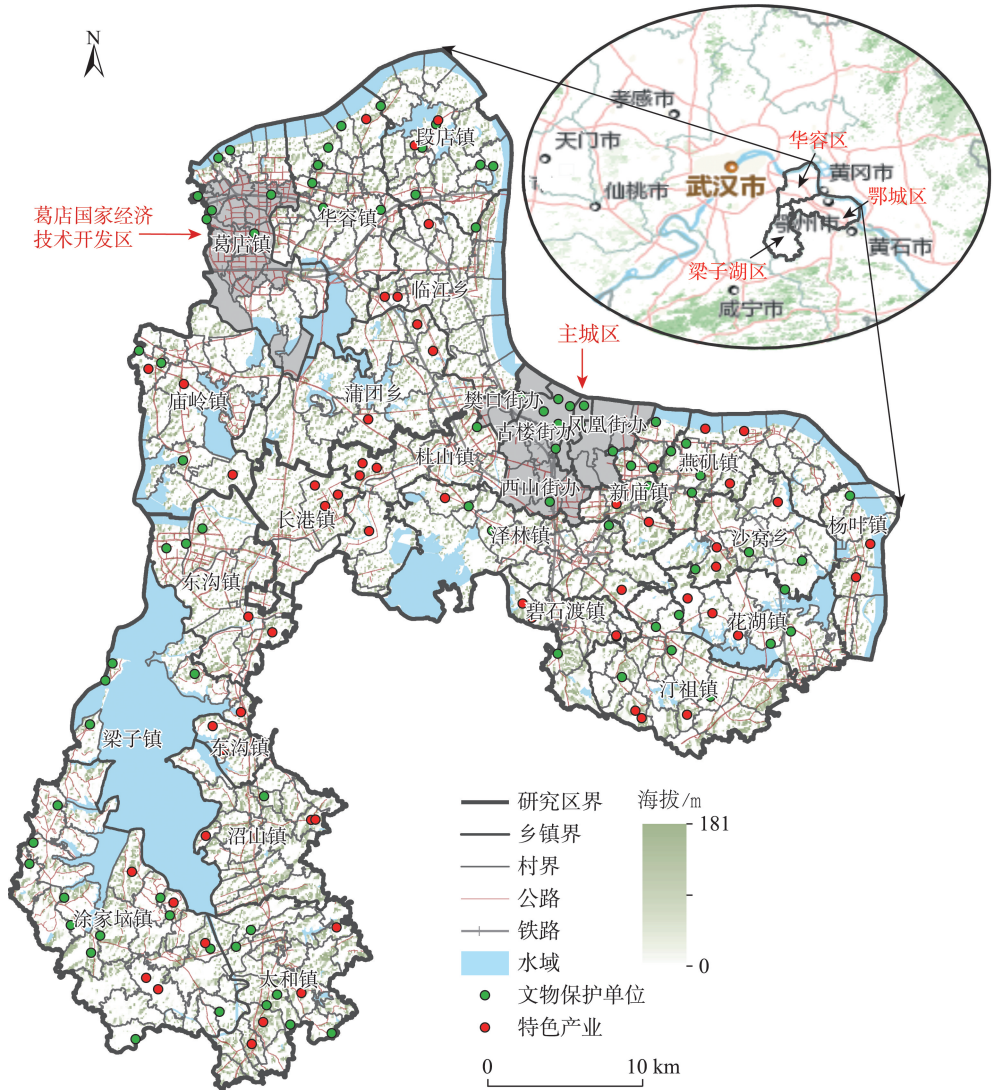 N
孝感市
天门市
仙桃市
武汉市
华容区
黄冈市
鄂城区
鄂州市
黄石市
梁子湖区
咸宁市
段店镇
葛店国家经济
技术开发区
华容镇
葛店镇
临江乡
主城区
庙岭镇
蒲团乡
樊口街办
古楼街办
凤凰街办
杜山镇
燕矶镇
西山街办
新庙镇
长港镇
泽林镇
沙窝乡
杨叶镇
东沟镇
碧石渡镇
花湖镇
汀祖镇
梁子镇
东沟镇
沼山镇
涂家垴镇
太和镇
研究区界
乡镇界
村界
公路
铁路
水域
文物保护单位
特色产业
海拔/m
181
0
0 10 km